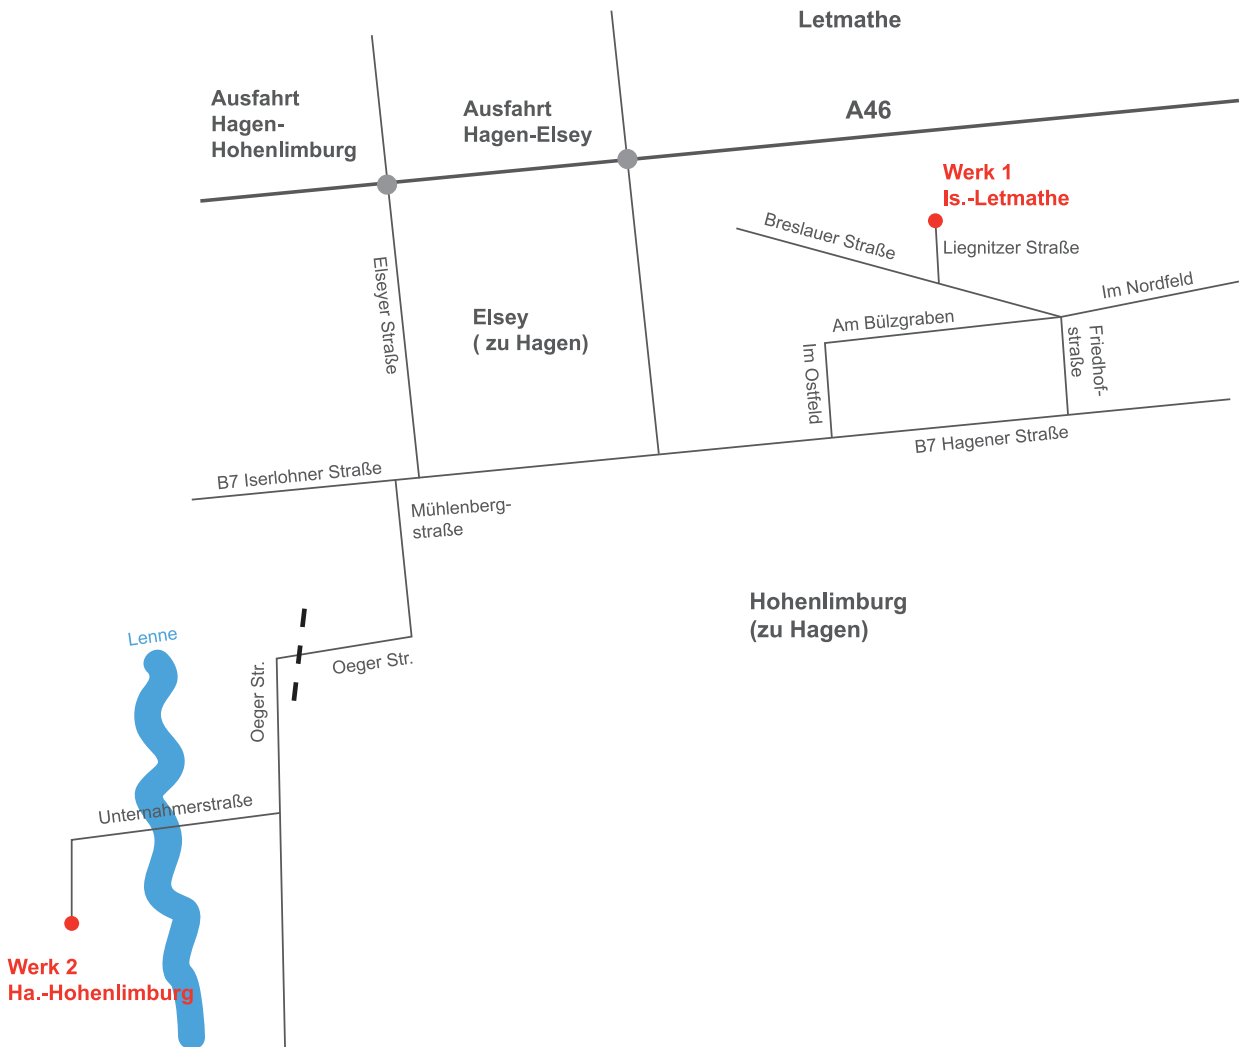 Letmathe
Ausfahrt
Hagen-
Hohenlimburg
Ausfahrt
Hagen-Elsey
A46
Werk 1
Is.-Letmathe
Breslauer Straße
Liegnitzer Straße
Im Nordfeld
Elseyer Straße
Elsey
( zu Hagen)
Am Bülzgraben
Im Ostfeld
Friedhof-
straße
B7 Hagener Straße
B7 Iserlohner Straße
Mühlenberg-
straße
Hohenlimburg
(zu Hagen)
Lenne
Oeger Str.
Oeger Str.
Unternahmerstraße
Werk 2
Ha.-Hohenlimburg